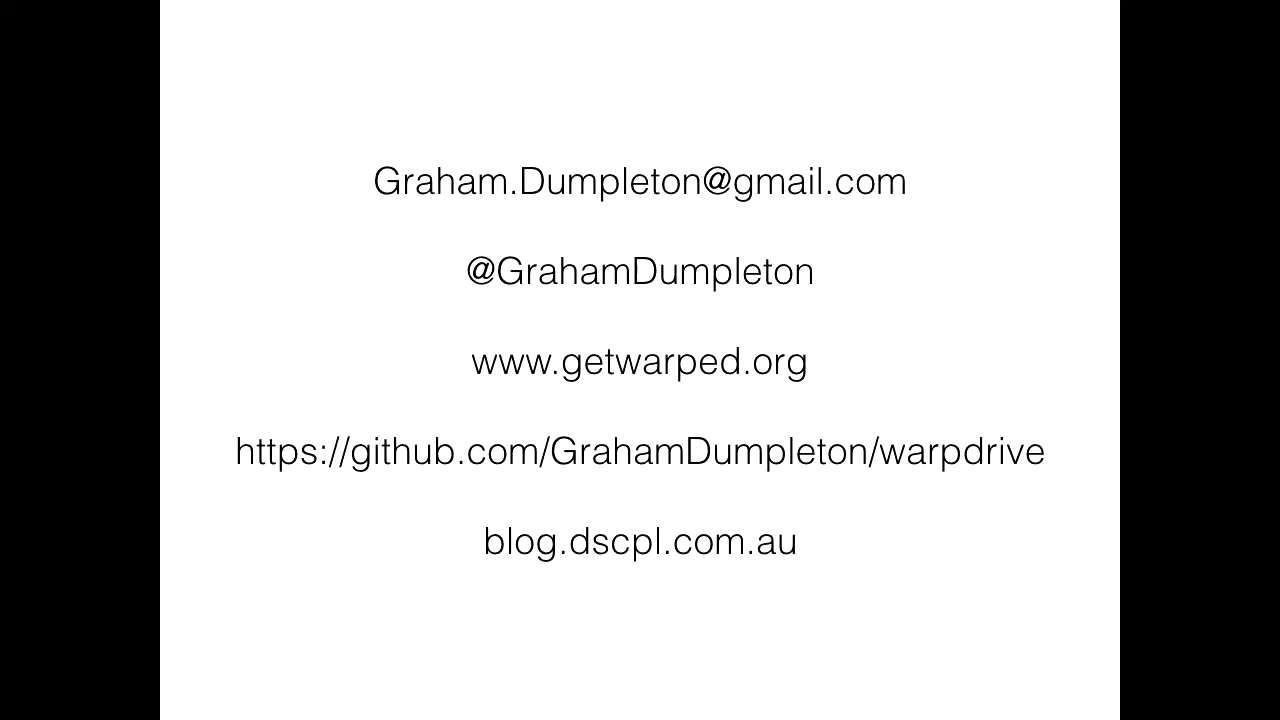 Graham.Dumpleton@gmail.com
@GrahamDumpleton
www.getwarped.org
https://github.com/GrahamDumpleton/warpdrive
blog.dscpl.com.au